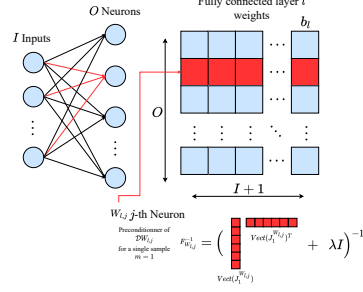 Fully connected layer l
weights
O Neurons
I Inputs
b_l
O
I + 1
W_{l,j} j-th Neuron
Preconditionner of
𝒟W_{l,j}
for a single sample
m = 1
F^{-1}_{W_{l,j}} = ( Vect(J_1^{W_{l,j}}) Vect(J_1^{W_{l,j}})^T + λI )^{-1}